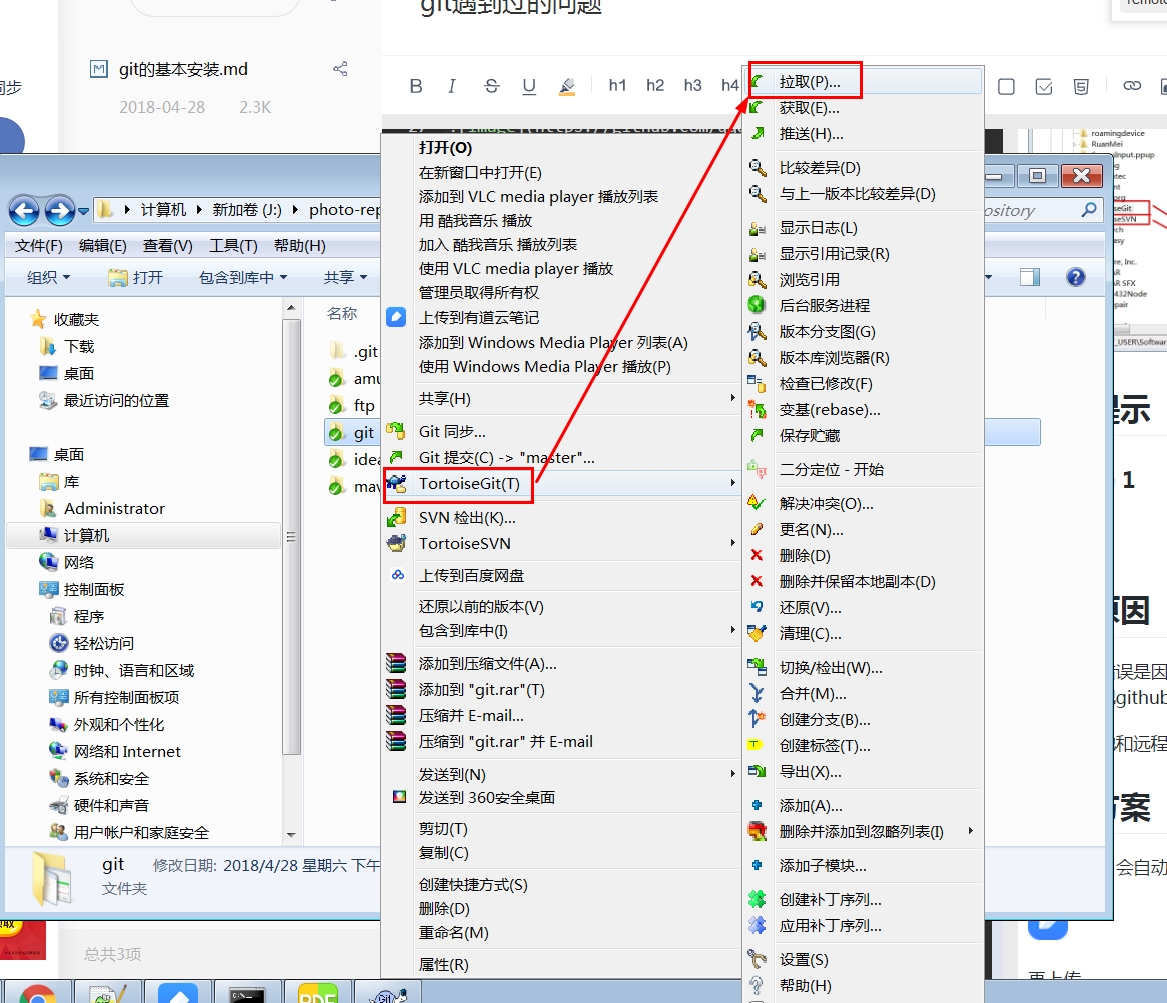 git遇到过的问题
git的基本安装.md
2018-04-28 2.3K
B I S U h1 h2 h3 h4
打开(O)
在新窗口中打开(E)
添加到 VLC media player 播放列表
用 酷我音乐 播放
加入 酷我音乐 播放列表
使用 VLC media player 播放
管理员取得所有权
上传到有道云笔记
添加到 Windows Media Player 列表(A)
使用 Windows Media Player 播放(P)
共享(H)
Git 同步...
Git 提交(C) -> "master"...
TortoiseGit(T)
SVN 检出(K)...
TortoiseSVN
上传到百度网盘
还原以前的版本(V)
包含到库中(I)
添加到压缩文件(A)...
添加到 "git.rar"(T)
压缩并 E-mail...
压缩到 "git.rar" 并 E-mail
发送到(N)
发送到 360安全桌面
剪切(T)
复制(C)
创建快捷方式(S)
删除(D)
重命名(M)
属性(R)
拉取(P)...
获取(E)...
推送(H)...
比较差异(D)
与上一版本比较差异(D)
显示日志(L)
显示引用记录(R)
浏览引用
后台服务进程
版本分支图(G)
版本库浏览器(R)
检查已修改(F)
变基(rebase)...
保存贮藏
二分定位 - 开始
解决冲突(O)...
更名(N)...
删除(D)
删除并保留本地副本(D)
还原(V)...
清理(C)...
切换/检出(W)...
合并(M)...
创建分支(B)...
创建标签(T)...
导出(X)...
添加(A)...
删除并添加到忽略列表(I)
添加子模块...
创建补丁序列...
应用补丁序列...
设置(S)
帮助(H)
计算机 新加卷 (J:) photo-rep
文件(F) 编辑(E) 查看(V) 工具(T) 帮助(H)
组织 打开 包含到库中 共享
收藏夹
下载
桌面
最近访问的位置
桌面
库
Administrator
计算机
网络
控制面板
程序
轻松访问
时钟、语言和区域
所有控制面板项
外观和个性化
网络和 Internet
系统和安全
硬件和声音
用户帐户和家庭安全
名称
.git
amu
ftp
git
idea
mav
git 修改日期: 2018/4/28 星期六 下午
文件夹
总共3项
roamingdevice
RuanMei
示
1
因
误是因
github
和远程
方案
会自动
再上传